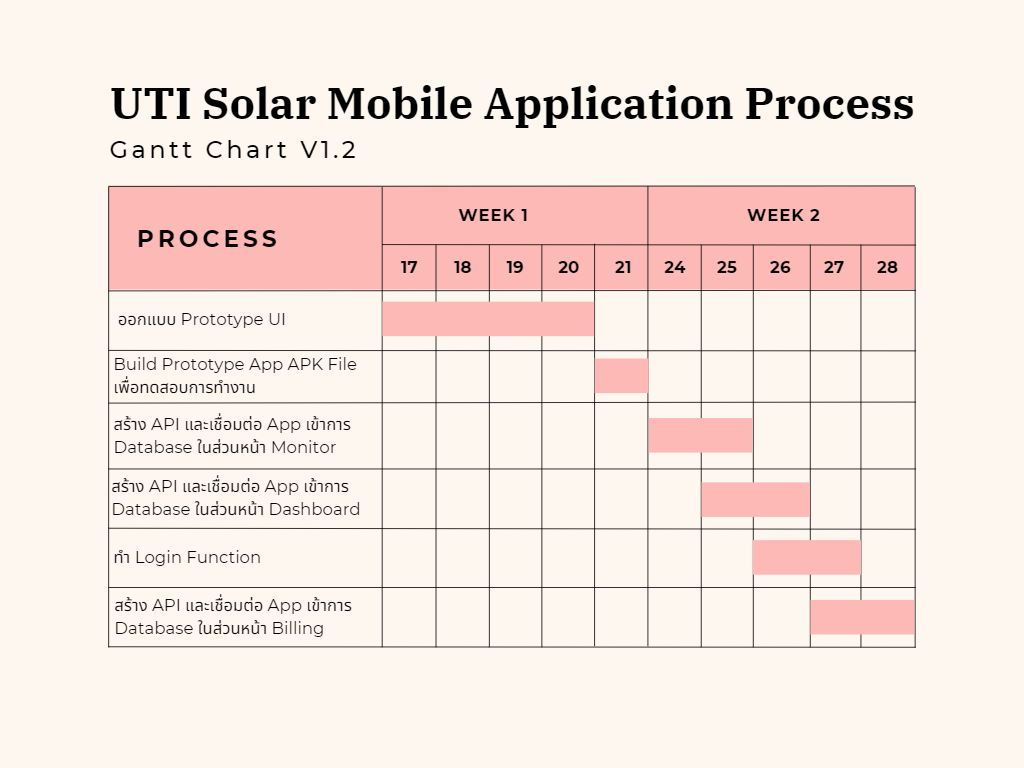 UTI Solar Mobile Application Process
Gantt Chart V1.2
PROCESS
WEEK 1
WEEK 2
17 18 19 20 21 24 25 26 27 28
ออกแบบ Prototype UI
Build Prototype App APK File
เพื่อทดสอบการทำงาน
สร้าง API และเชื่อมต่อ App เข้าการ
Database ในส่วนหน้า Monitor
สร้าง API และเชื่อมต่อ App เข้าการ
Database ในส่วนหน้า Dashboard
ทำ Login Function
สร้าง API และเชื่อมต่อ App เข้าการ
Database ในส่วนหน้า Billing